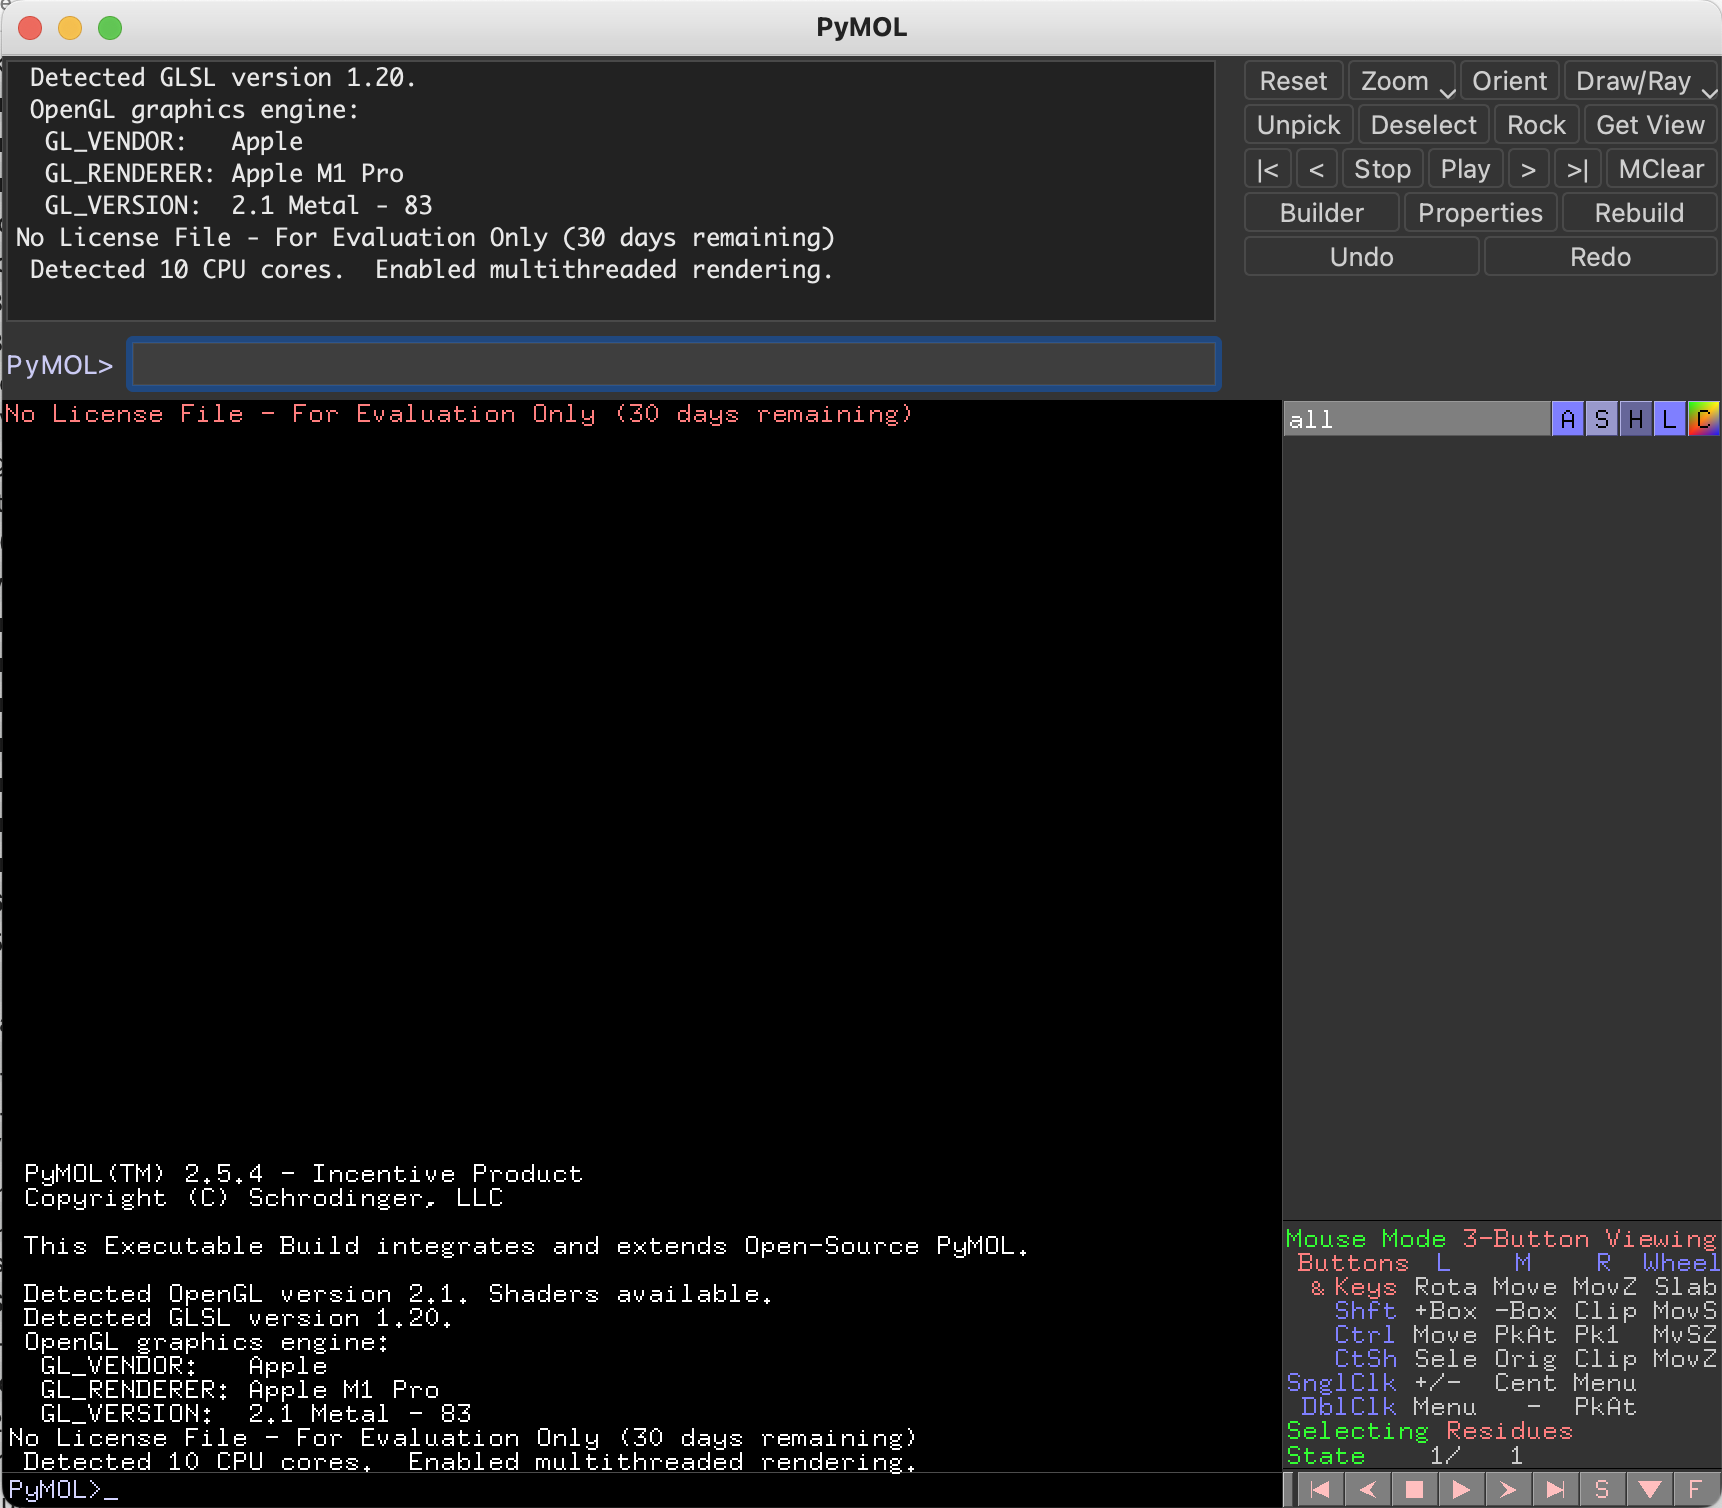 PyMOL
Detected GLSL version 1.20.
OpenGL graphics engine:
GL_VENDOR:   Apple
GL_RENDERER: Apple M1 Pro
GL_VERSION:  2.1 Metal - 83
No License File - For Evaluation Only (30 days remaining)
Detected 10 CPU cores.  Enabled multithreaded rendering.
Reset Zoom Orient Draw/Ray
Unpick Deselect Rock Get View
|< < Stop Play > >| MClear
Builder Properties Rebuild
Undo Redo
PyMOL>
No License File - For Evaluation Only (30 days remaining)
all A S H L C
PyMOL(TM) 2.5.4 - Incentive Product
Copyright (C) Schrodinger, LLC
This Executable Build integrates and extends Open-Source PyMOL.
Detected OpenGL version 2.1. Shaders available.
Detected GLSL version 1.20.
OpenGL graphics engine:
GL_VENDOR:   Apple
GL_RENDERER: Apple M1 Pro
GL_VERSION:  2.1 Metal - 83
No License File - For Evaluation Only (30 days remaining)
Detected 10 CPU cores.  Enabled multithreaded rendering.
PyMOL>_
Mouse Mode 3-Button Viewing
Buttons L M R Wheel
& Keys Rota Move MovZ Slab
Shft +Box -Box Clip MovS
Ctrl Move PkAt Pk1 MvSZ
CtSh Sele Orig Clip MovZ
SnglClk +/- Cent Menu
DblClk Menu - PkAt
Selecting Residues
State 1/ 1
S F